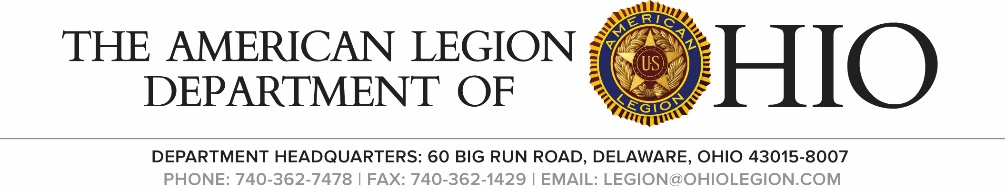 THE AMERICAN LEGION
DEPARTMENT OF HIO
AMERICAN
US
LEGION
DEPARTMENT HEADQUARTERS: 60 BIG RUN ROAD, DELAWARE, OHIO 43015-8007
PHONE: 740-362-7478 | FAX: 740-362-1429 | EMAIL: LEGION@OHIOLEGION.COM